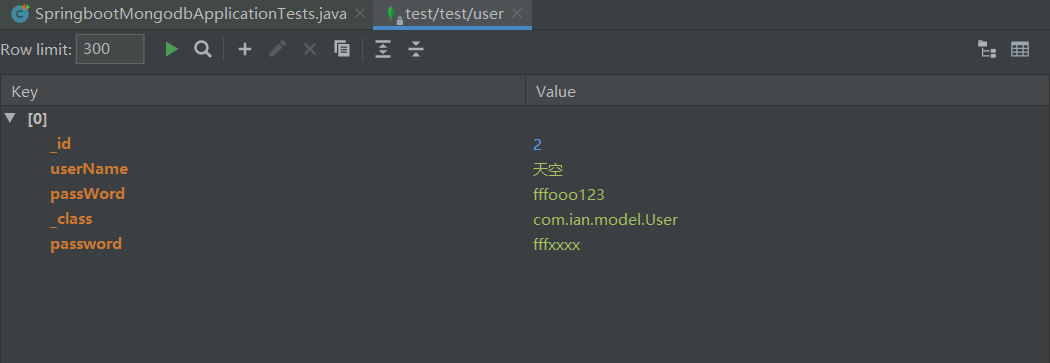 SpringbootMongodbApplicationTests.java test/test/user
Row limit: 300
Key Value
[0]
_id 2
userName 天空
passWord fffooo123
_class com.ian.model.User
password fffxxxx